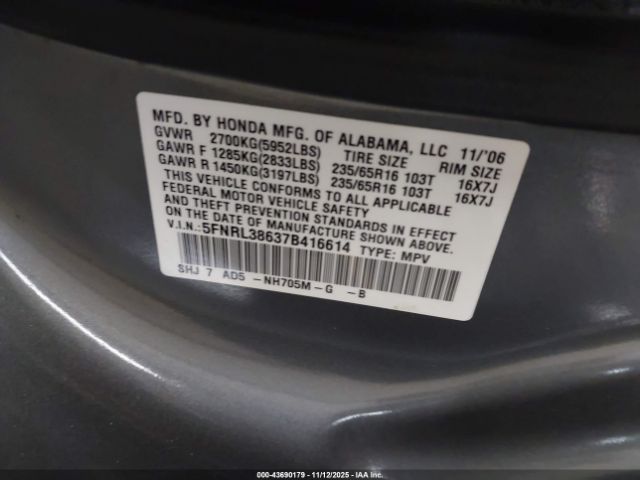 MFD. BY HONDA MFG. OF ALABAMA, LLC 11/'06
GVWR 2700KG(5952LBS) TIRE SIZE RIM SIZE
GAWR F 1285KG(2833LBS) 235/65R16 103T 16X7J
GAWR R 1450KG(3197LBS) 235/65R16 103T 16X7J
THIS VEHICLE CONFORMS TO ALL APPLICABLE
FEDERAL MOTOR VEHICLE SAFETY AND
THEFT PREVENTION STANDARDS IN EFFECT
ON THE DATE OF MANUFACTURE SHOWN ABOVE.
V.I.N.:5FNRL38637B416614 TYPE: MPV
SHJ 7 AD5 -NH705M-G -B
000-43690179 - 11/12/2025 - IAAI.COM